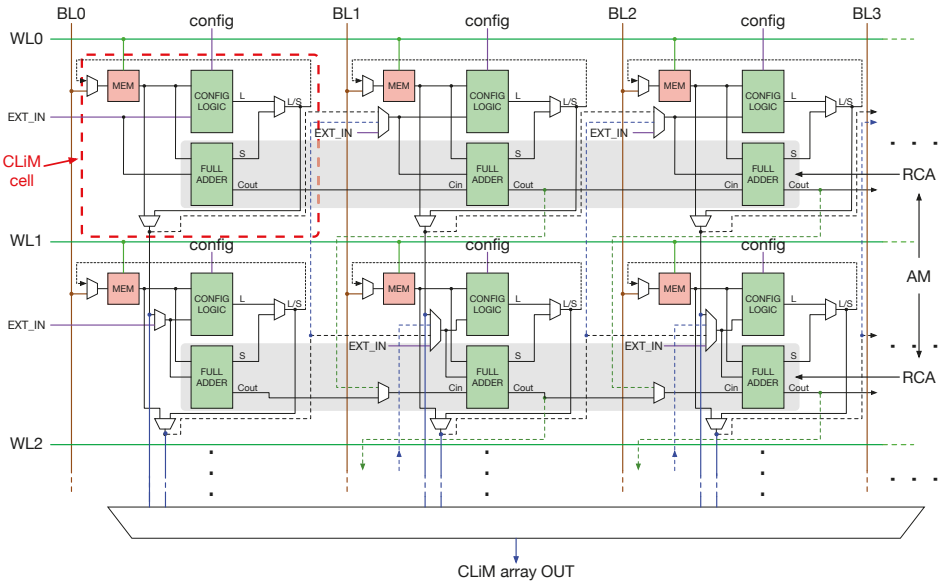 BL0 BL1 BL2 BL3
config config config
WL0
MEM CONFIG LOGIC L L/S MEM CONFIG LOGIC L L/S MEM CONFIG LOGIC L L/S
EXT_IN EXT_IN EXT_IN
CLiM cell
FULL ADDER S Cout Cin FULL ADDER S Cout Cin FULL ADDER S Cout
RCA
WL1
config config config
AM
MEM CONFIG LOGIC L L/S MEM CONFIG LOGIC L L/S MEM CONFIG LOGIC L L/S
EXT_IN EXT_IN EXT_IN
FULL ADDER S Cout Cin FULL ADDER S Cout Cin FULL ADDER S Cout
RCA
WL2
CLiM array OUT